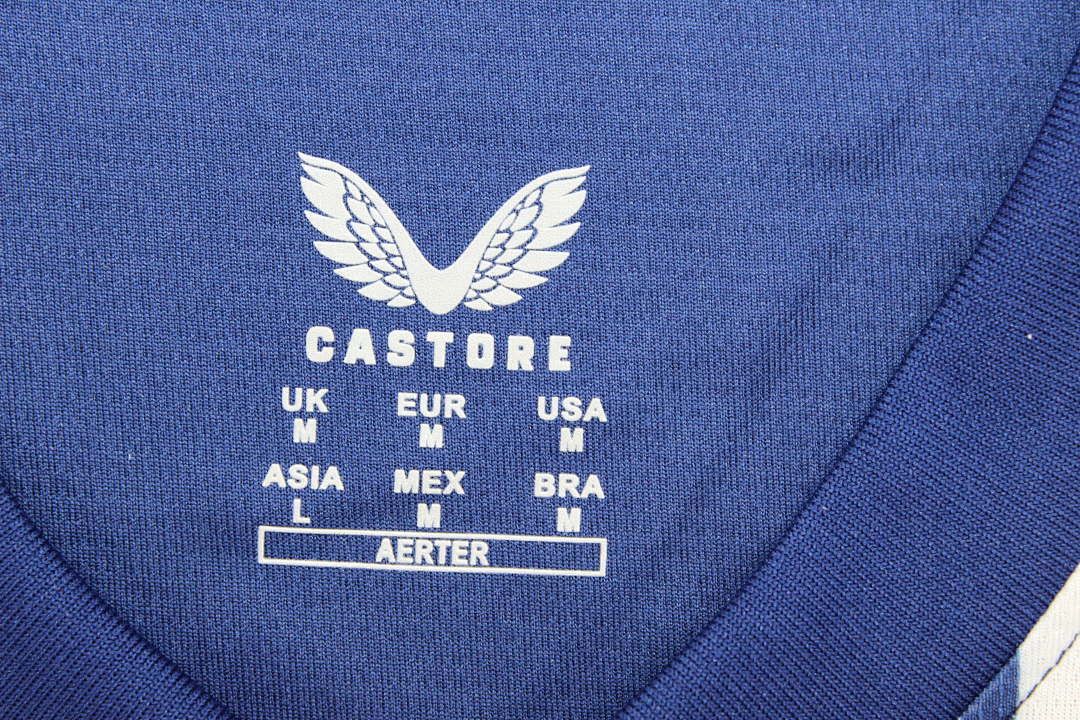 CASTORE
UK EUR USA
M M M
ASIA MEX BRA
L M M
AERTER